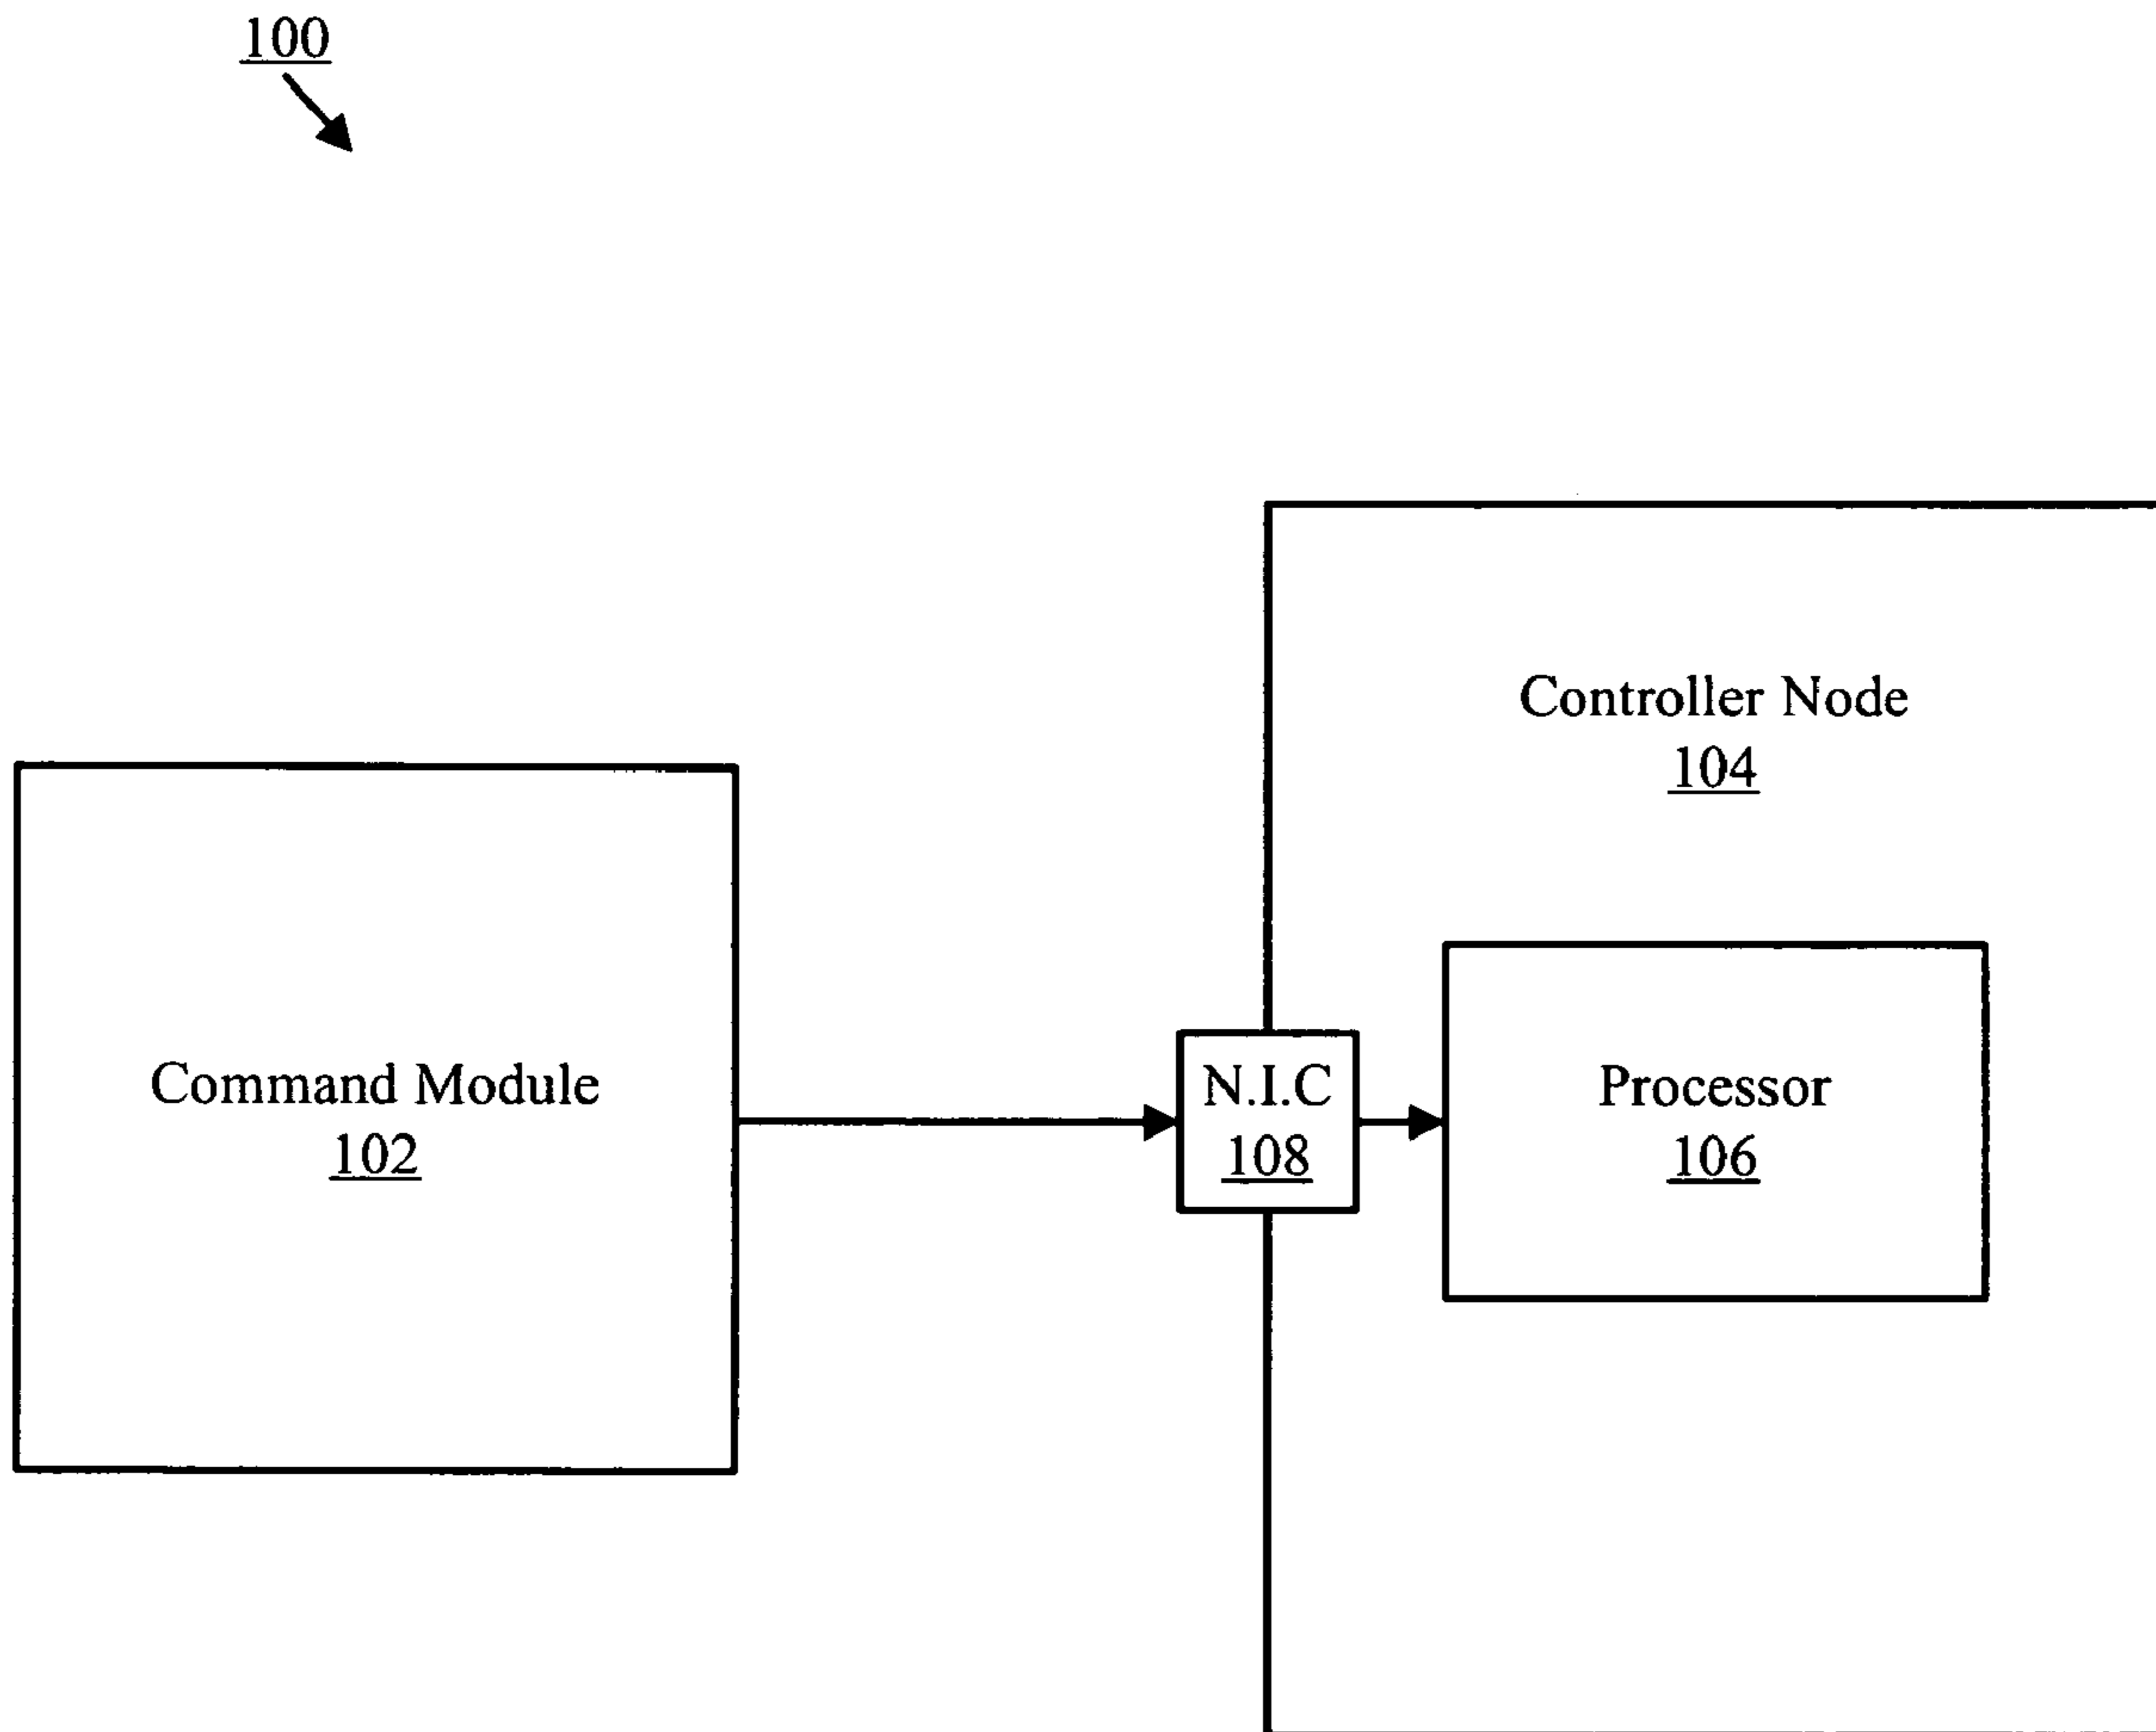 100
Controller Node
104
Command Module
102
N.I.C
108
Processor
106